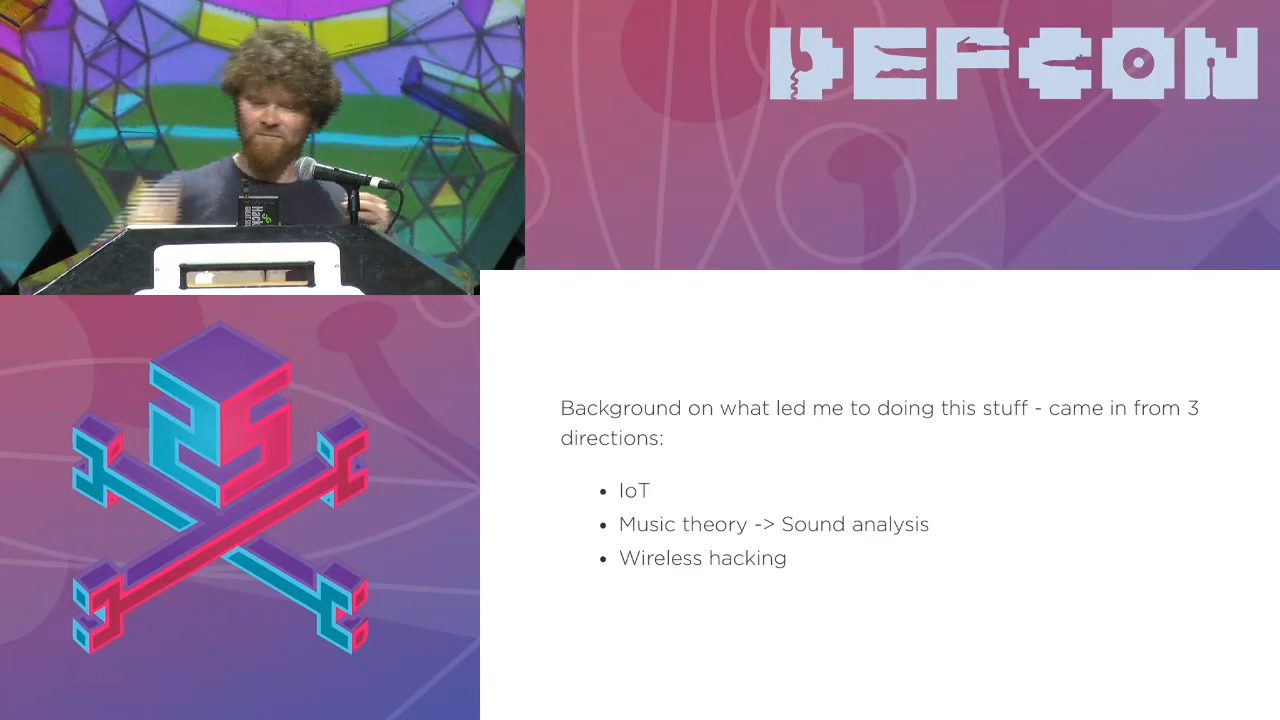 DEFCON
Hack
Background on what led me to doing this stuff - came in from 3
directions:
• IoT
• Music theory -> Sound analysis
• Wireless hacking